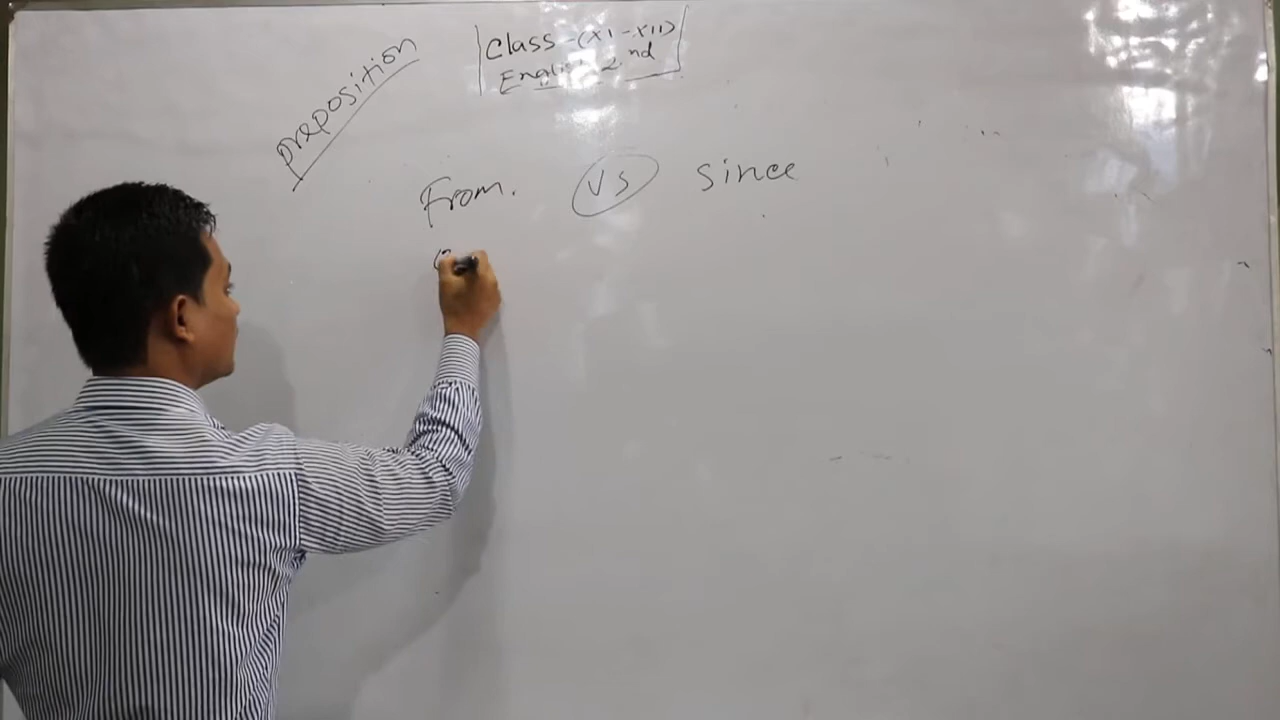 preposition
Class-(XI-XII)
English 2nd
From. VS since